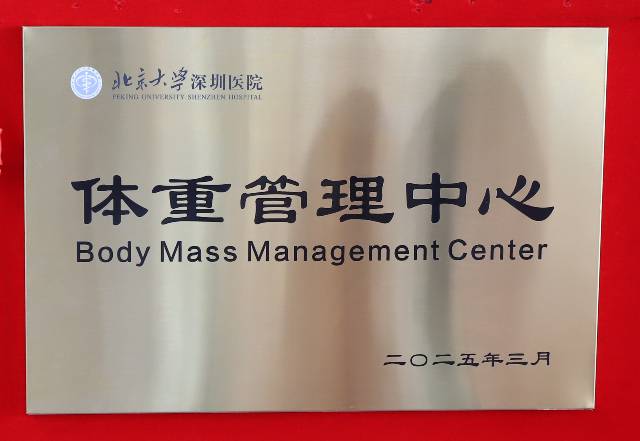 北京大学深圳医院
PEKING UNIVERSITY SHENZHEN HOSPITAL
体重管理中心
Body Mass Management Center
二〇二五年三月